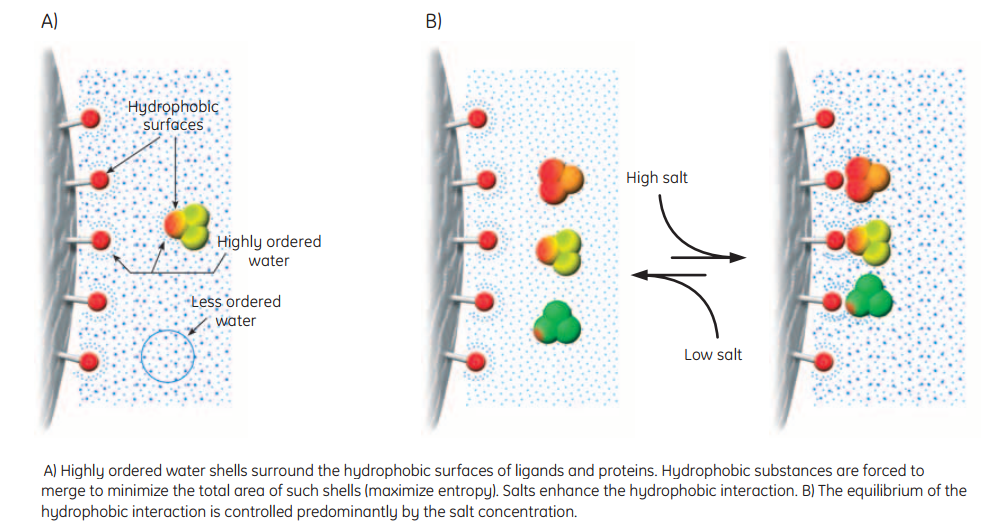 A)
B)
Hydrophobic
surfaces
Highly ordered
water
Less ordered
water
High salt
Low salt
A) Highly ordered water shells surround the hydrophobic surfaces of ligands and proteins. Hydrophobic substances are forced to
merge to minimize the total area of such shells (maximize entropy). Salts enhance the hydrophobic interaction. B) The equilibrium of the
hydrophobic interaction is controlled predominantly by the salt concentration.